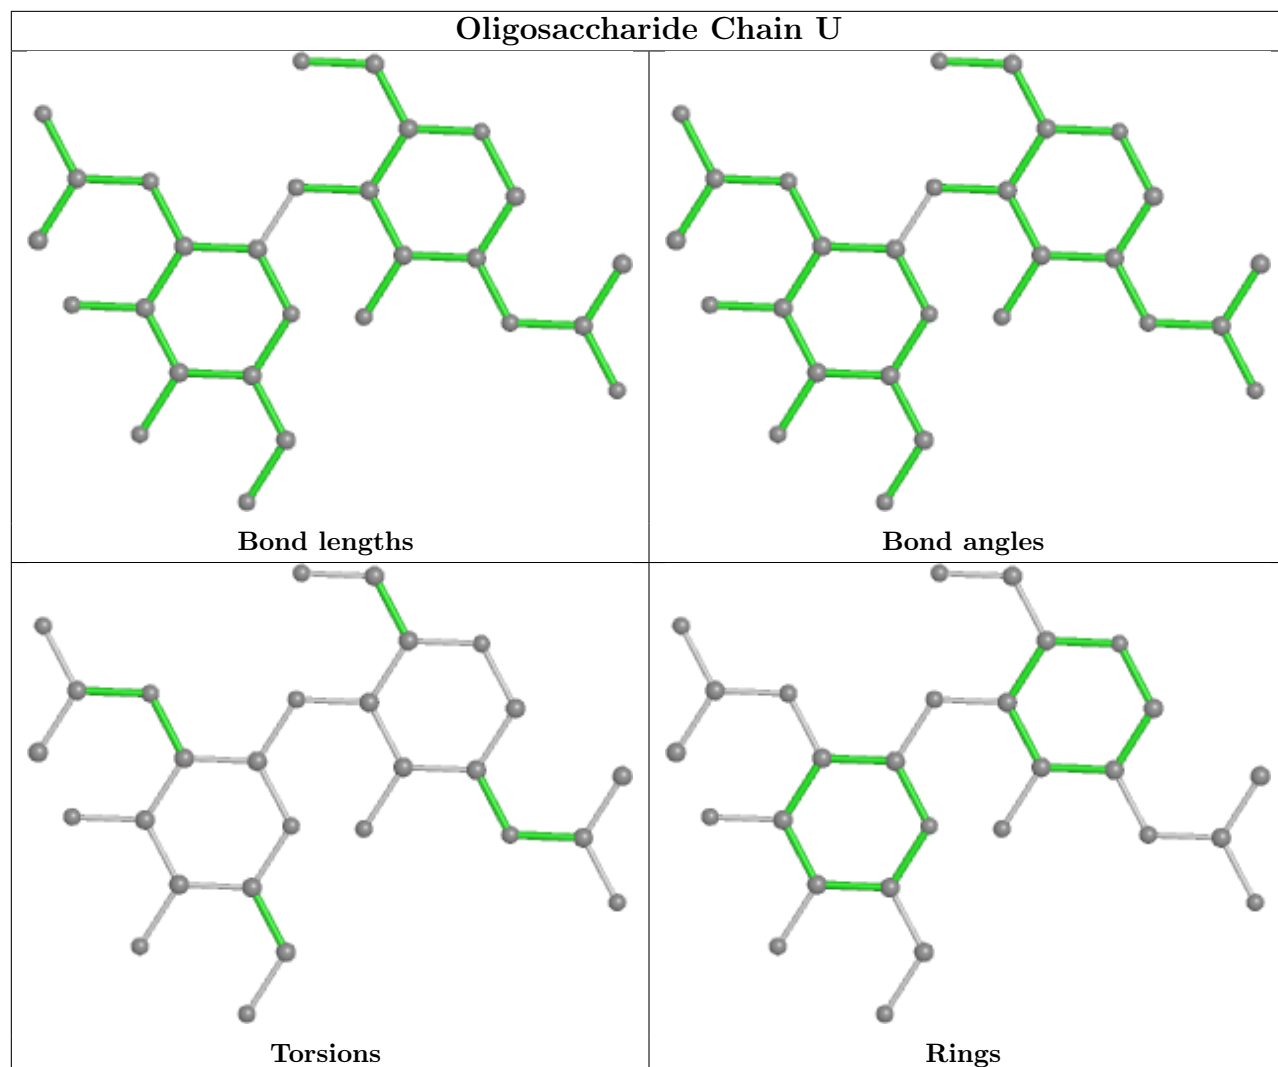 Oligosaccharide Chain U
Bond lengths
Bond angles
Torsions
Rings